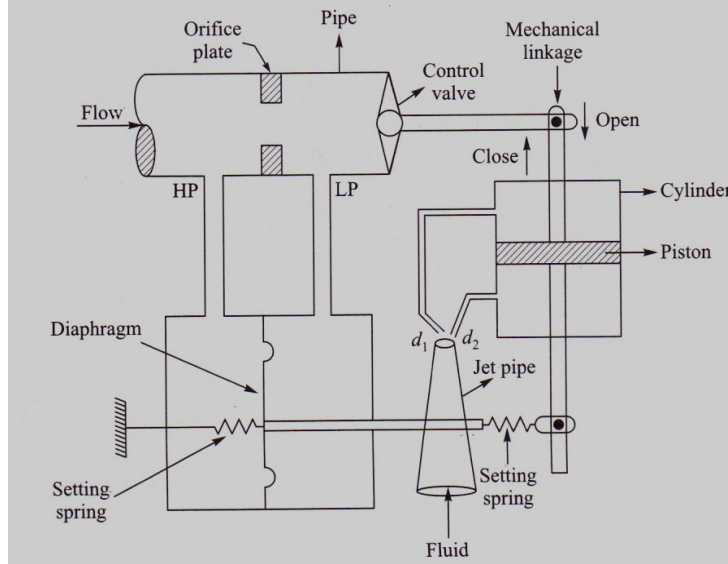 Pipe
Orifice
plate
Mechanical
linkage
Control
valve
Flow
Open
Close
HP
LP
Cylinder
Piston
Diaphragm
d1
d2
Jet pipe
Setting
spring
Setting
spring
Fluid